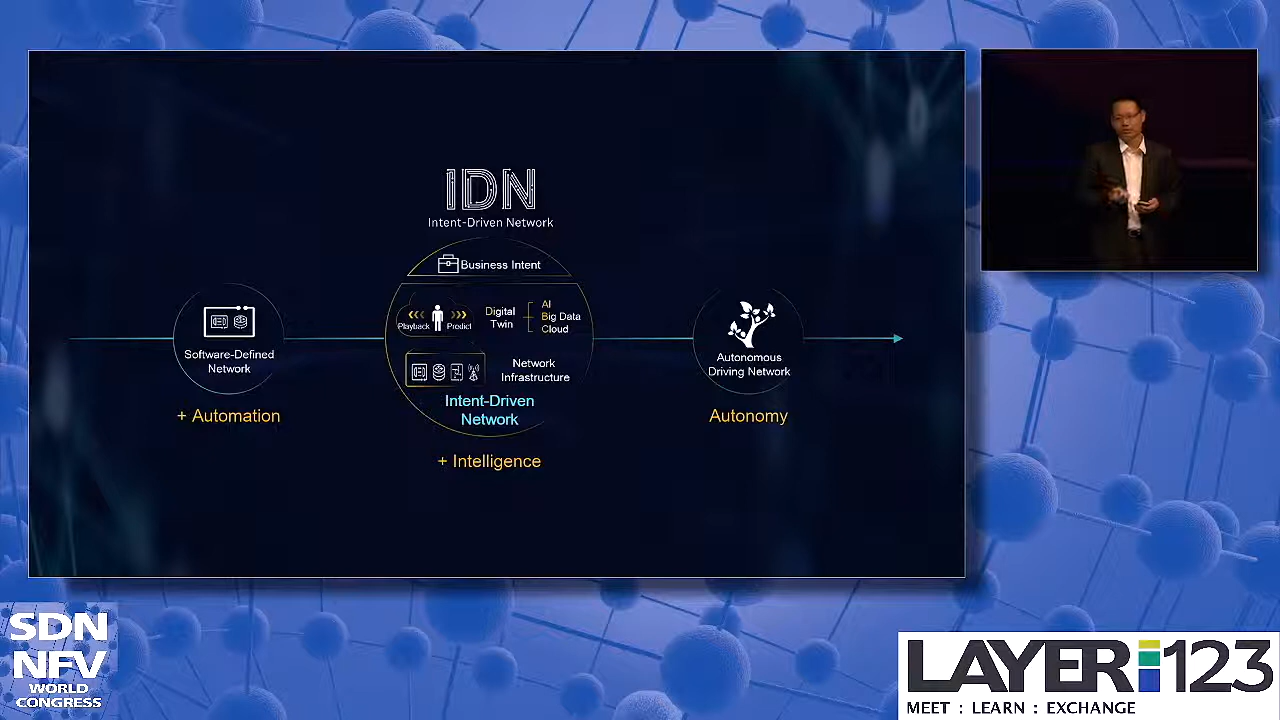 IDN
Intent-Driven Network
Business Intent
Playback
Predict
Digital
Twin
AI
Big Data
Cloud
Network
Infrastructure
Intent-Driven
Network
+ Intelligence
Software-Defined
Network
+ Automation
Autonomous
Driving Network
Autonomy
SDN
NFV
WORLD
CONGRESS
LAYER123
MEET : LEARN : EXCHANGE